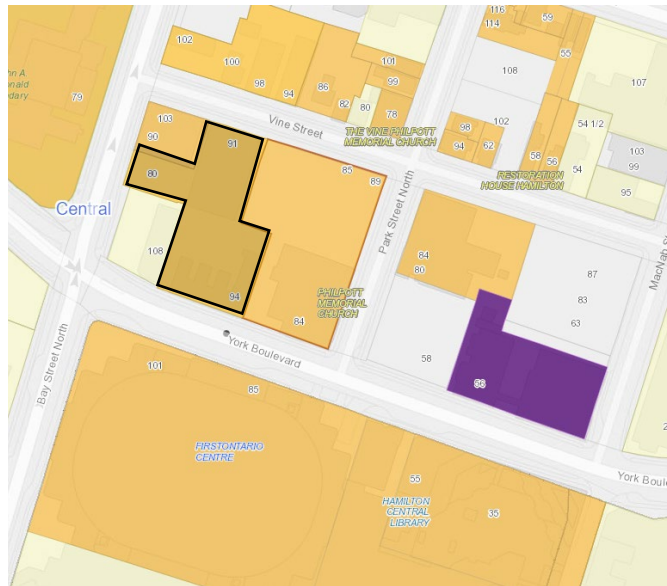 116
114
59
102
100
98
94
86
82
80
101
99
78
108
55
107
79
103
90
91
80
Vine Street
THE VINE PHILPOTT
MEMORIAL CHURCH
98
94
62
102
58
56
54 1/2
54
103
99
95
RESTORATION
HOUSE HAMILTON
85
89
Park Street North
Central
108
94
PHILPOTT
MEMORIAL
CHURCH
84
84
80
87
83
63
58
56
York Boulevard
Bay Street North
101
85
FIRSTONTARIO
CENTRE
55
HAMILTON
CENTRAL
LIBRARY
35